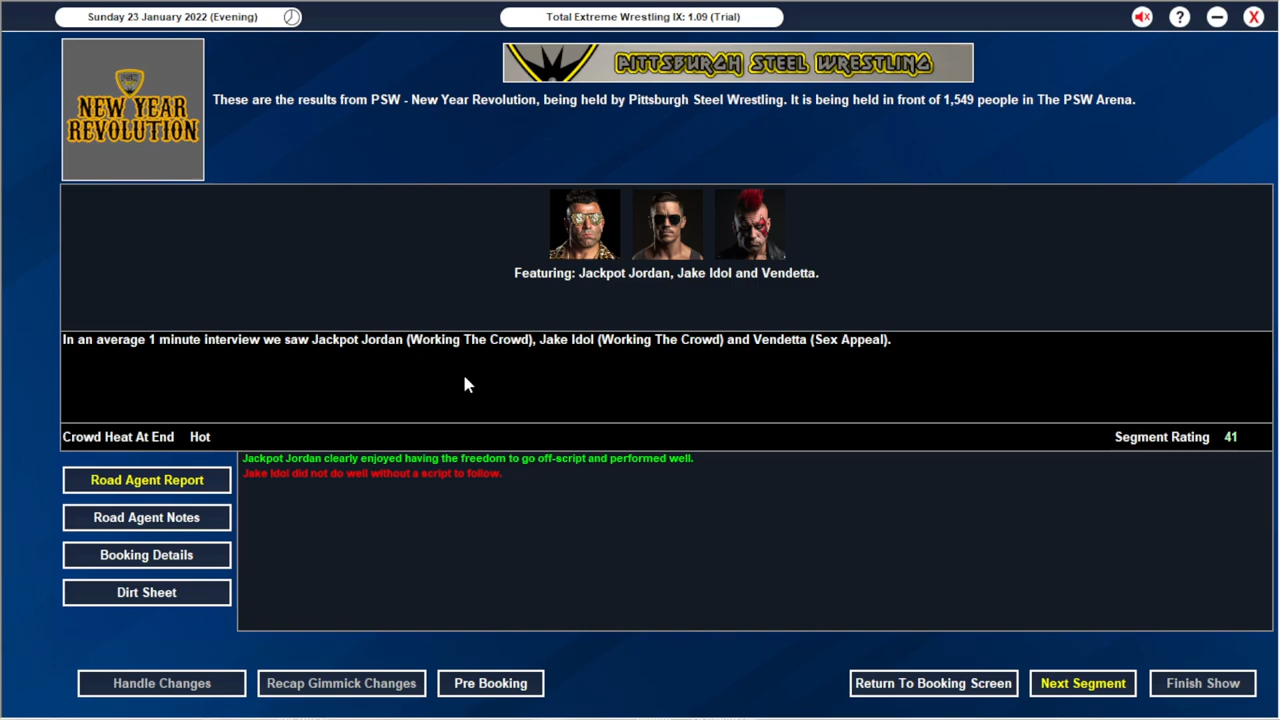 Sunday 23 January 2022 (Evening)
Total Extreme Wrestling IX: 1.09 (Trial)
?
X
PSW
NEW YEAR
REVOLUTION
PITTSBURGH STEEL WRESTLING
These are the results from PSW - New Year Revolution, being held by Pittsburgh Steel Wrestling. It is being held in front of 1,549 people in The PSW Arena.
Featuring: Jackpot Jordan, Jake Idol and Vendetta.
In an average 1 minute interview we saw Jackpot Jordan (Working The Crowd), Jake Idol (Working The Crowd) and Vendetta (Sex Appeal).
Crowd Heat At End Hot Segment Rating 41
Jackpot Jordan clearly enjoyed having the freedom to go off-script and performed well.
Jake Idol did not do well without a script to follow.
Road Agent Report
Road Agent Notes
Booking Details
Dirt Sheet
Handle Changes Recap Gimmick Changes Pre Booking Return To Booking Screen Next Segment Finish Show